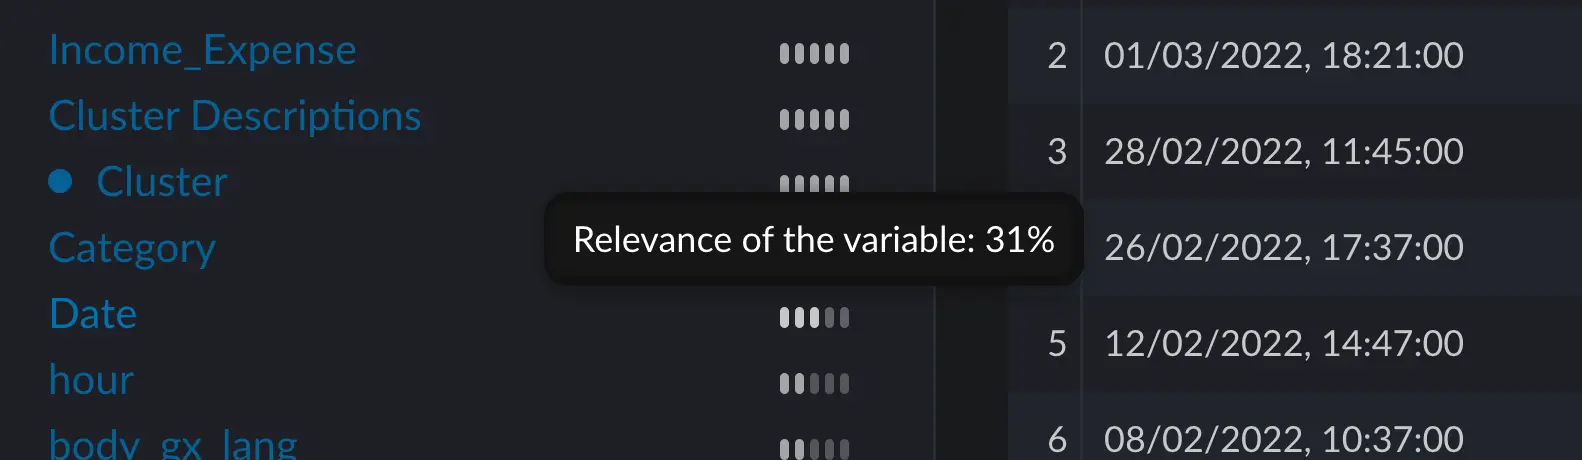 Income_Expense
Cluster Descriptions
Cluster
Category
Date
hour
body_gx_lang
Relevance of the variable: 31%
2 01/03/2022, 18:21:00
3 28/02/2022, 11:45:00
26/02/2022, 17:37:00
5 12/02/2022, 14:47:00
6 08/02/2022, 10:37:00